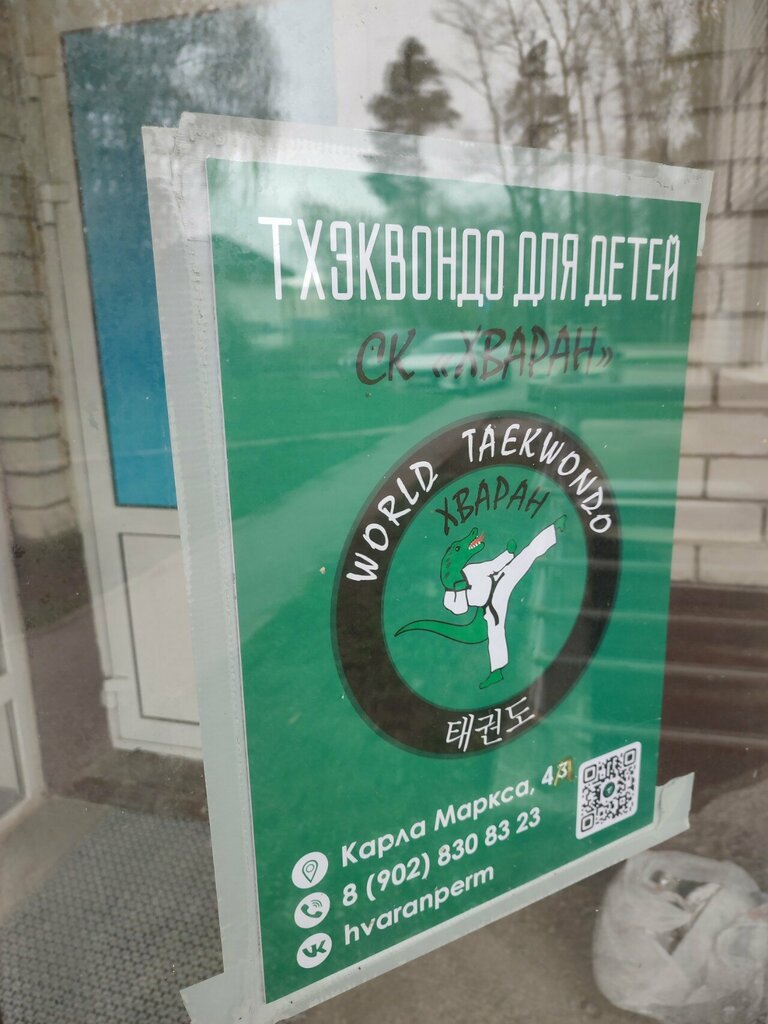 ТХЭКВОНДО ДЛЯ ДЕТЕЙ
СК «ХВАРАН»
WORLD TAEKWONDO
ХВАРАН
태권도
Карла Маркса, 43
8 (902) 830 83 23
hvaranperm